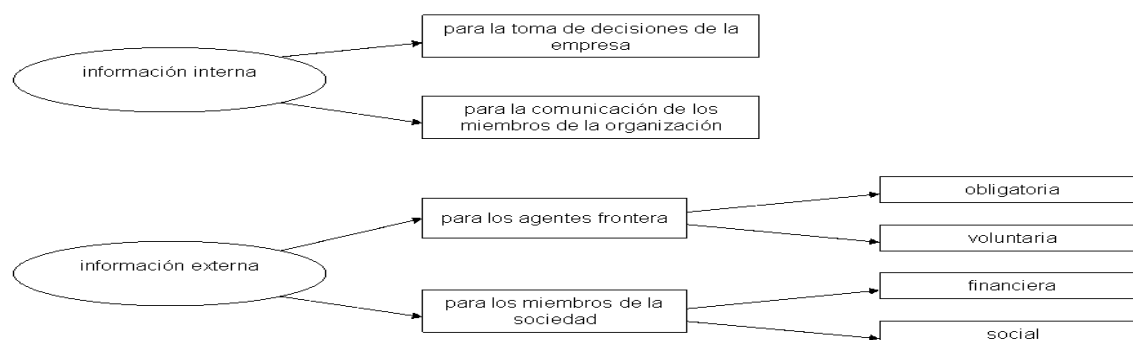 información interna
para la toma de decisiones de la
empresa
para la comunicación de los
miembros de la organización
información externa
para los agentes frontera
obligatoria
voluntaria
para los miembros de la
sociedad
financiera
social